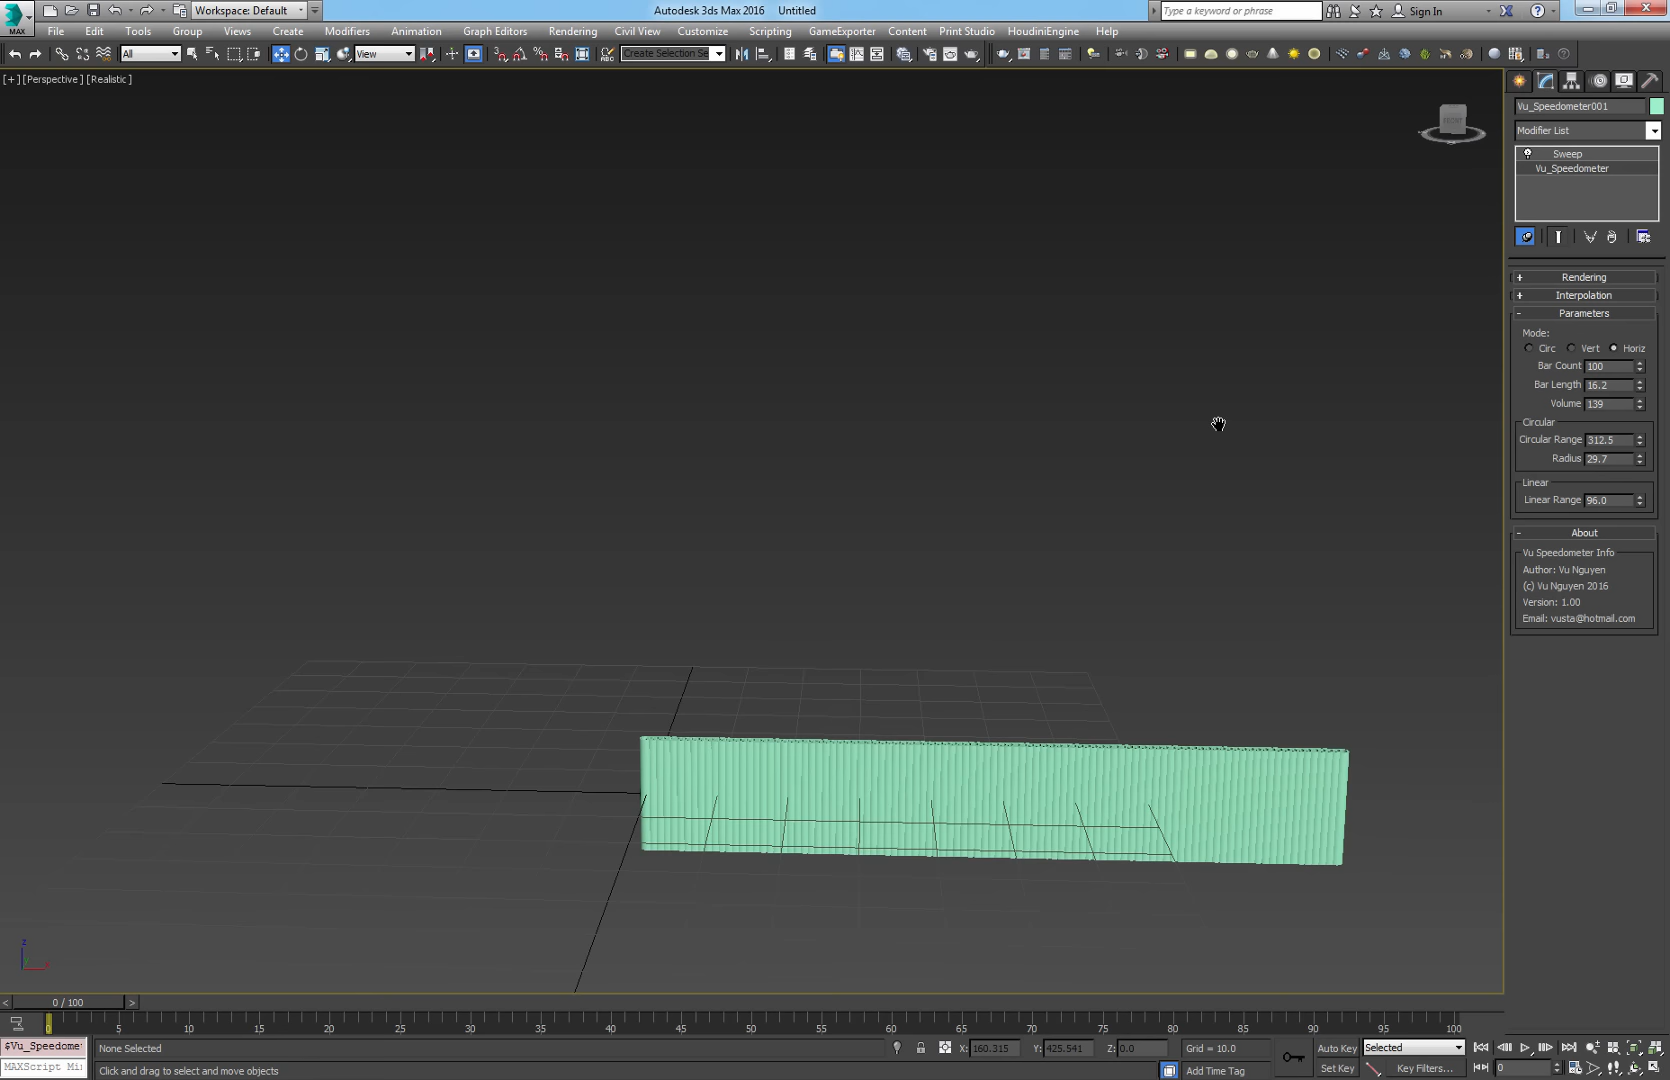 Workspace: Default
Autodesk 3ds Max 2016 Untitled
Type a keyword or phrase
Sign In
MAX
File Edit Tools Group Views Create Modifiers Animation Graph Editors Rendering Civil View Customize Scripting GameExporter Content Print Studio HoudiniEngine Help
All
View
Create Selection Se
[+] [Perspective] [Realistic]
FRONT
Vu_Speedometer001
Modifier List
Sweep
Vu_Speedometer
+ Rendering
+ Interpolation
- Parameters
Mode:
Circ Vert Horiz
Bar Count 100
Bar Length 16.2
Volume 139
Circular
Circular Range 312.5
Radius 29.7
Linear
Linear Range 96.0
- About
Vu Speedometer Info
Author: Vu Nguyen
(c) Vu Nguyen 2016
Version: 1.00
Email: vusta@hotmail.com
z
x
< 0 / 100 >
0 5 10 15 20 25 30 35 40 45 50 55 60 65 70 75 80 85 90 95 100
$Vu_Speedome
None Selected
X: 160.315 Y: 425.541 Z: 0.0
Grid = 10.0
Auto Key
Selected
MAXScript Mi
Click and drag to select and move objects
Add Time Tag
Set Key
Key Filters...
0